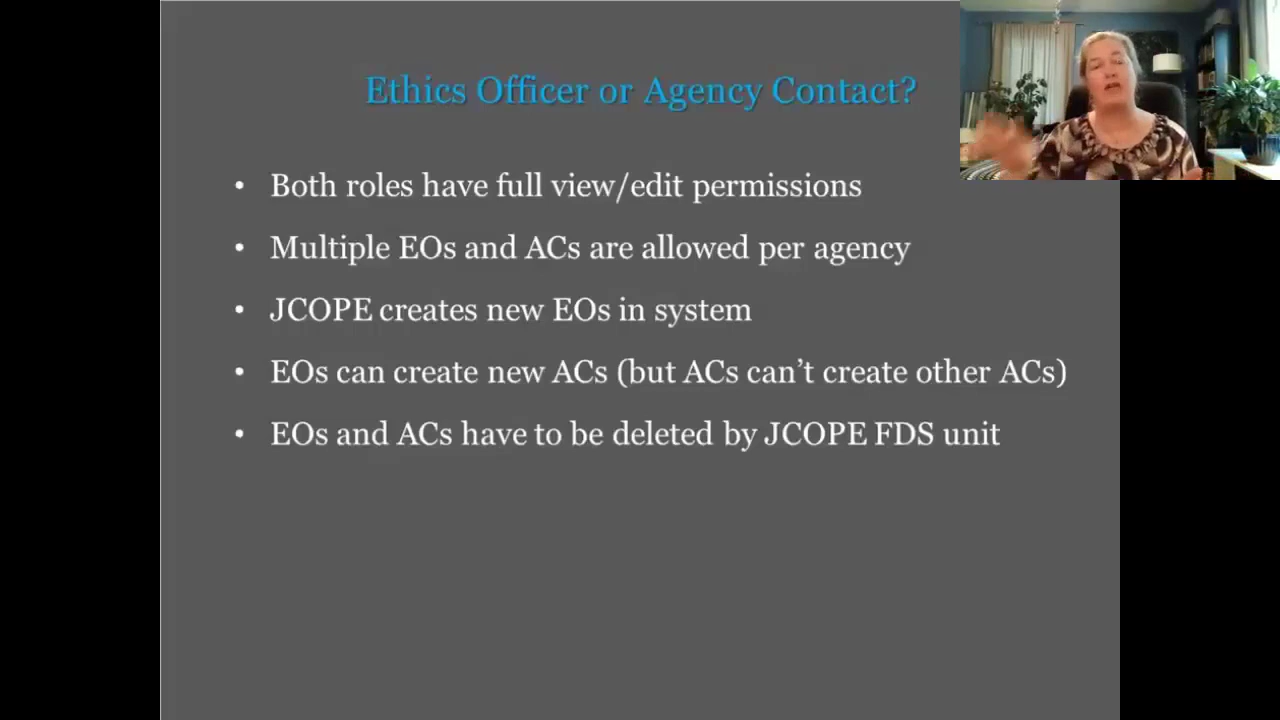 Ethics Officer or Agency Contact?
• Both roles have full view/edit permissions
• Multiple EOs and ACs are allowed per agency
• JCOPE creates new EOs in system
• EOs can create new ACs (but ACs can’t create other ACs)
• EOs and ACs have to be deleted by JCOPE FDS unit